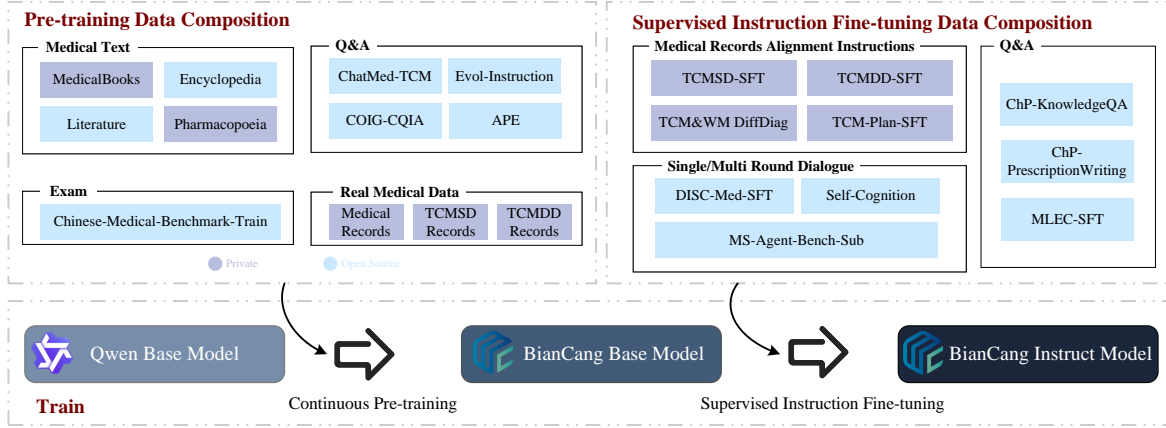 Pre-training Data Composition
Medical Text
MedicalBooks
Encyclopedia
Literature
Pharmacopoeia
Q&A
ChatMed-TCM
Evol-Instruction
COIG-CQIA
APE
Exam
Chinese-Medical-Benchmark-Train
Real Medical Data
Medical
Records
TCMSD
Records
TCMDD
Records
Private
Open Source
Supervised Instruction Fine-tuning Data Composition
Medical Records Alignment Instructions
TCMSD-SFT
TCMDD-SFT
TCM&WM DiffDiag
TCM-Plan-SFT
Single/Multi Round Dialogue
DISC-Med-SFT
Self-Cognition
MS-Agent-Bench-Sub
Q&A
ChP-KnowledgeQA
ChP-
PrescriptionWriting
MLEC-SFT
Qwen Base Model
BianCang Base Model
BianCang Instruct Model
Train
Continuous Pre-training
Supervised Instruction Fine-tuning